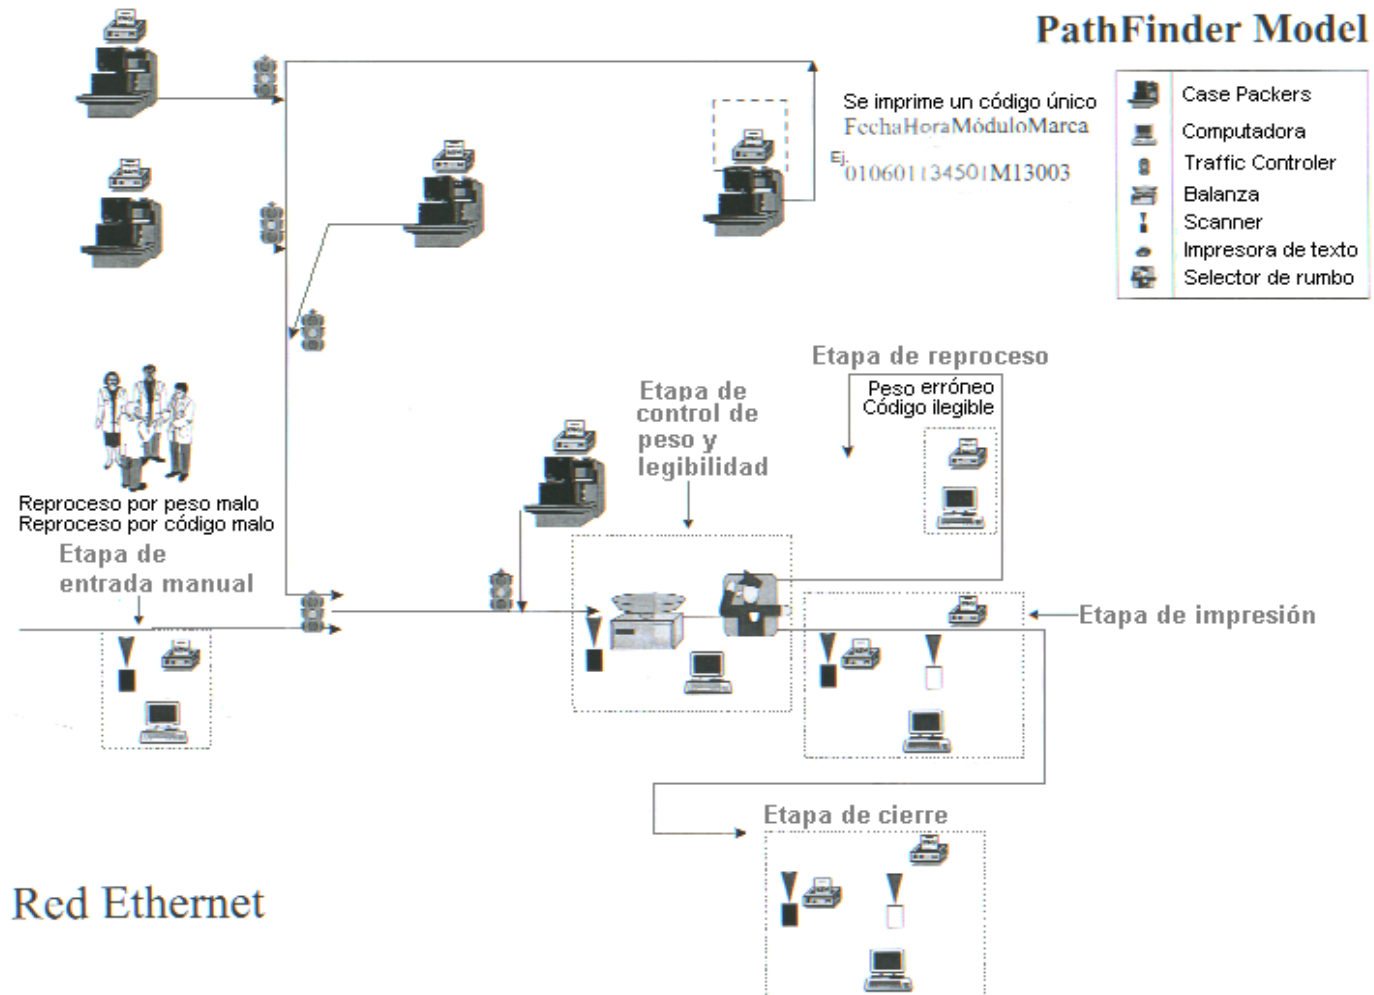 PathFinder Model
Case Packers
Computadora
Traffic Controler
Balanza
Scanner
Impresora de texto
Selector de rumbo
Se imprime un código único
FechaHoraMóduloMarca
Ej.
010601134501M13003
Etapa de reproceso
Peso erróneo
Código ilegible
Etapa de
control de
peso y
legibilidad
Reproceso por peso malo
Reproceso por código malo
Etapa de
entrada manual
Etapa de impresión
Etapa de cierre
Red Ethernet